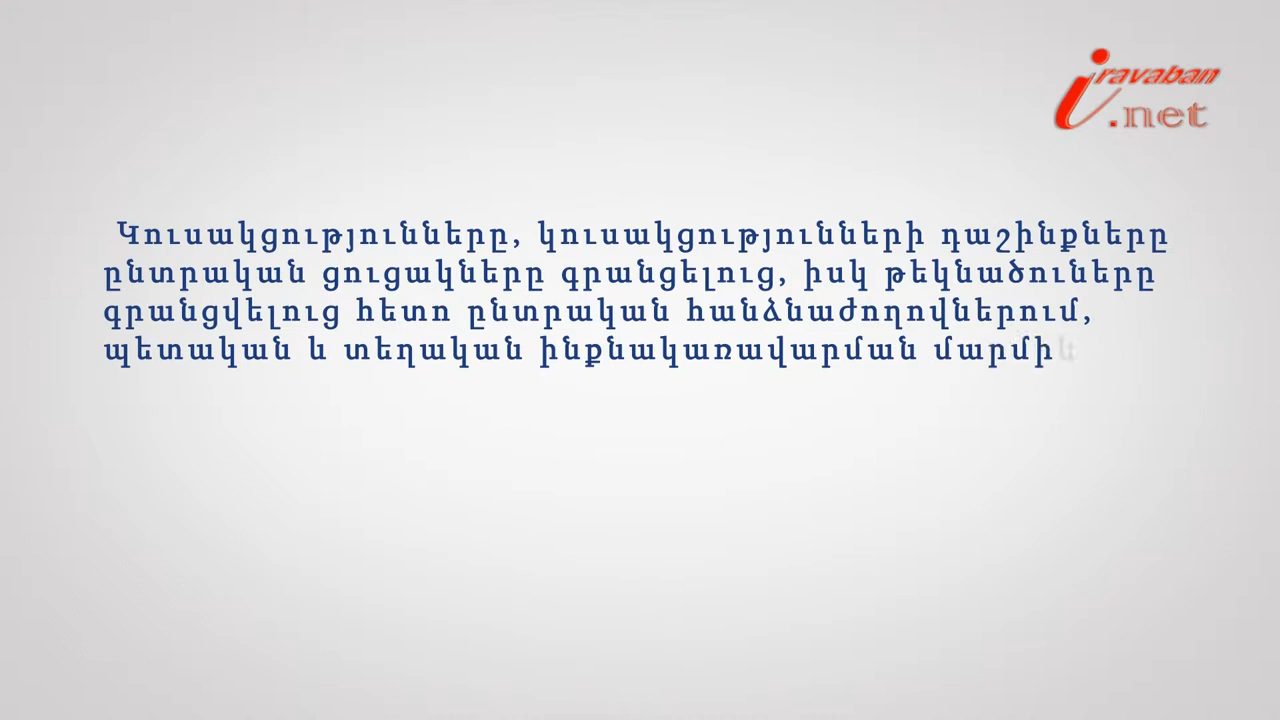 iravaban
.net
Կուսակցությունները, կուսակցությունների դաշինքները
ընտրական ցուցակները գրանցելուց, իսկ թեկնածուները
գրանցվելուց հետո ընտրական հանձնաժողովներում,
պետական և տեղական ինքնակառավարման մարմի